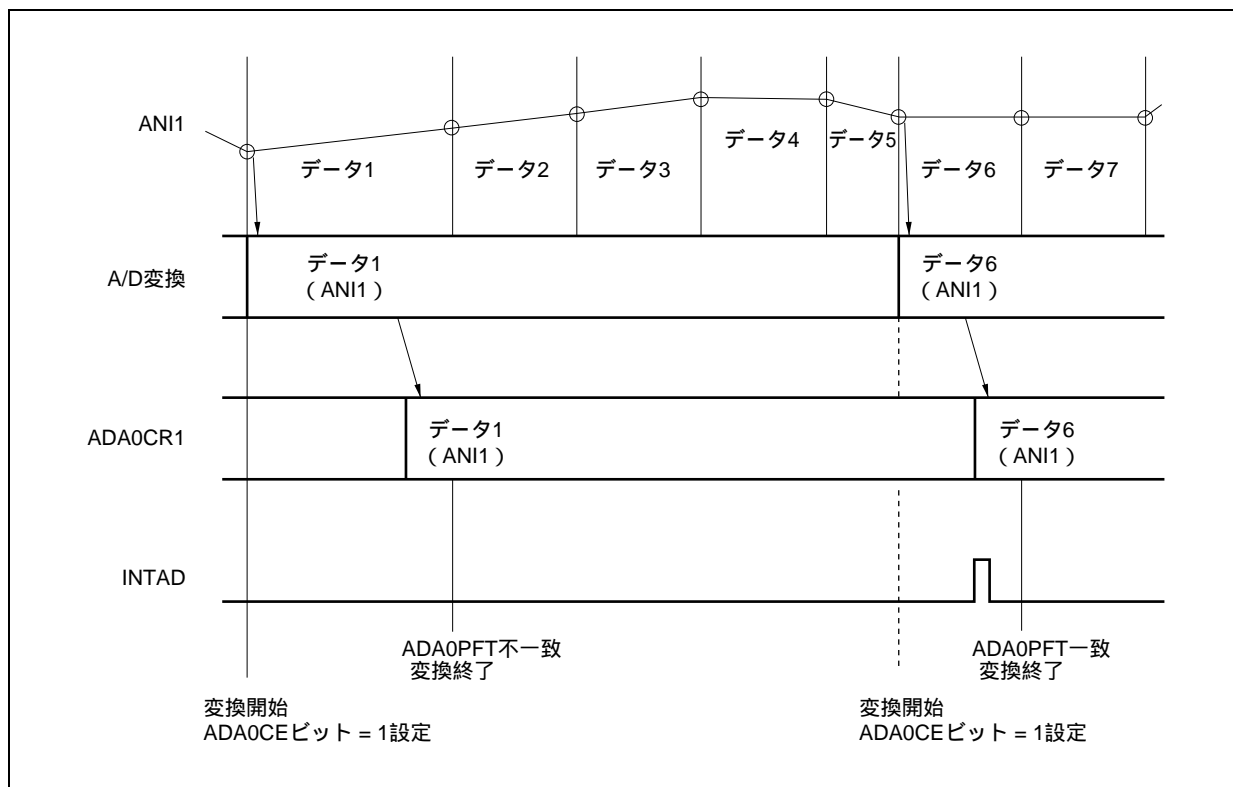 ANI1
データ1
データ2
データ3
データ4
データ5
データ6
データ7
A/D変換
データ1
（ANI1）
データ6
（ANI1）
ADA0CR1
データ1
（ANI1）
データ6
（ANI1）
INTAD
ADA0PFT不一致
変換終了
ADA0PFT一致
変換終了
変換開始
ADA0CEビット = 1設定
変換開始
ADA0CEビット = 1設定